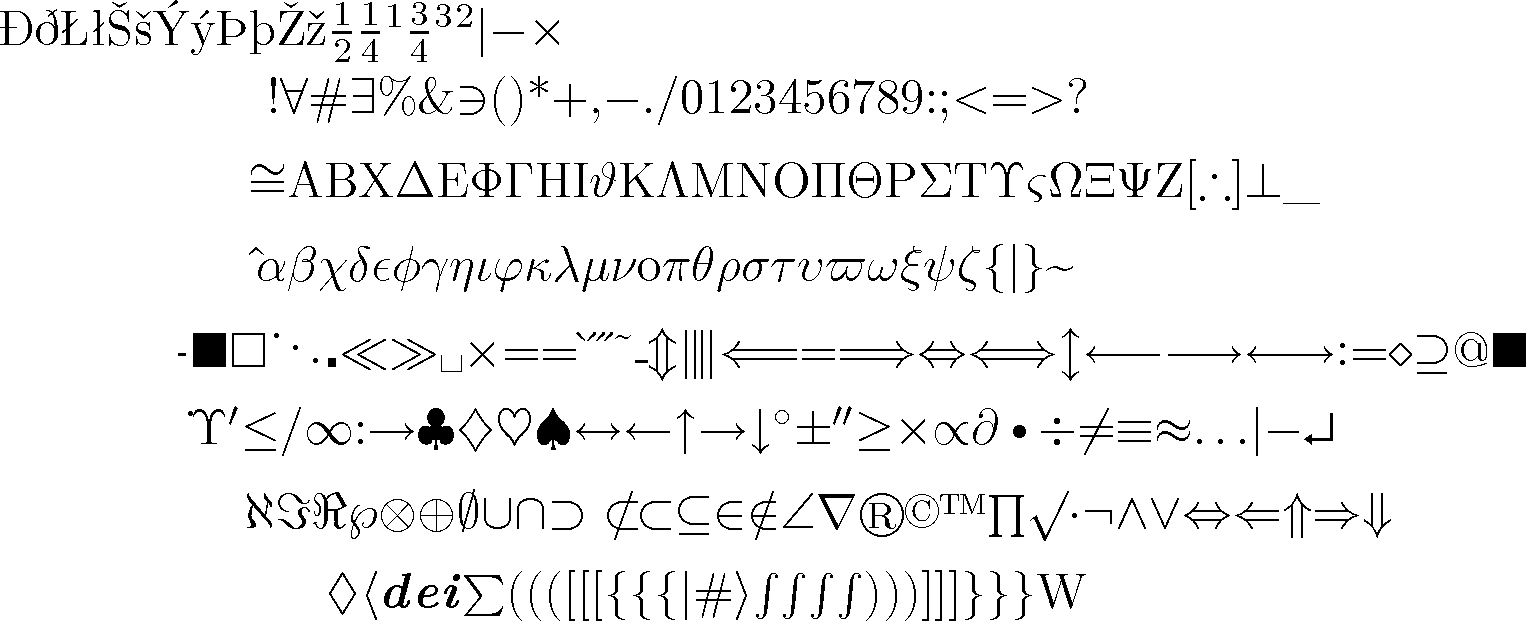 ÐðŁłŠšÝýÞþŽž½¼¹¾³²|−×
!∀#∃%&∋()*+,−./0123456789:;<=>?
≅ΑΒΧΔΕΦΓΗΙϑΚΛΜΝΟΠΘΡΣΤΥςΩΞΨΖ[∴]⊥_
ˆαβχδϵϕγηιφκλμνοπθρστυϖωξψζ{|}∼
-■□⋱▪≪≫␣×==`˝˝˜-⇕||||⟸=⟹⇔⟺↕⟵⟶⟷:=⋄⊇@■
ϒ′≤/∞:→♣♢♡♠↔←↑→↓°±″≥×∝∂•÷≠≡≈…|−↵
ℵℑℜ℘⊗⊕∅∪∩⊃⊄⊂⊆∈∉∠∇®©™∏√·¬∧∨⇔⇐⇑⇒⇓
◊⟨dei∑((([[[{{{|#⟩∫∫∫∫)))]]]}}}W